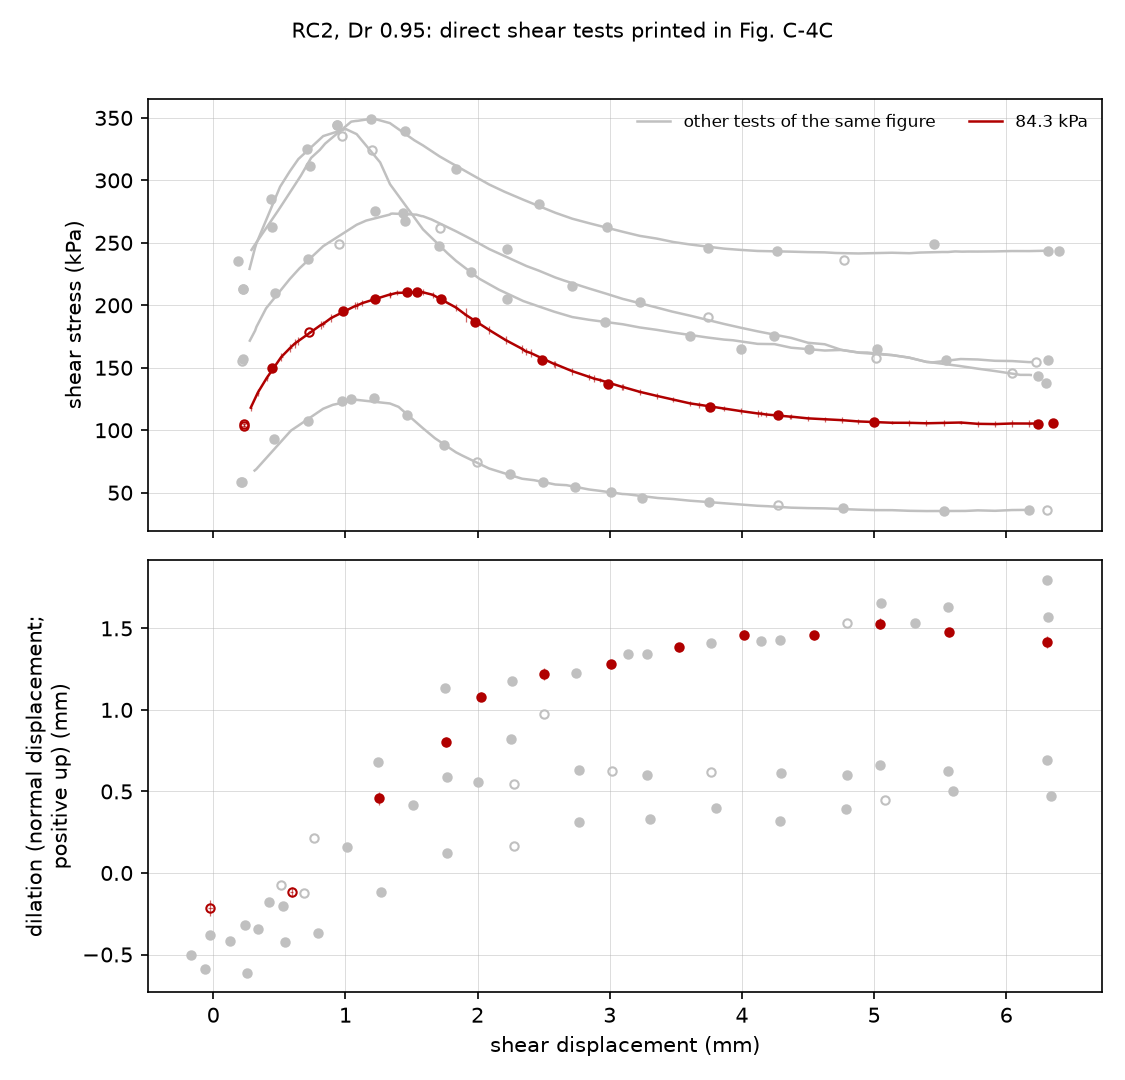 RC2, Dr 0.95: direct shear tests printed in Fig. C-4C
other tests of the same figure
84.3 kPa
shear stress (kPa)
350
300
250
200
150
100
50
dilation (normal displacement;
positive up) (mm)
1.5
1.0
0.5
0.0
−0.5
0 1 2 3 4 5 6
shear displacement (mm)